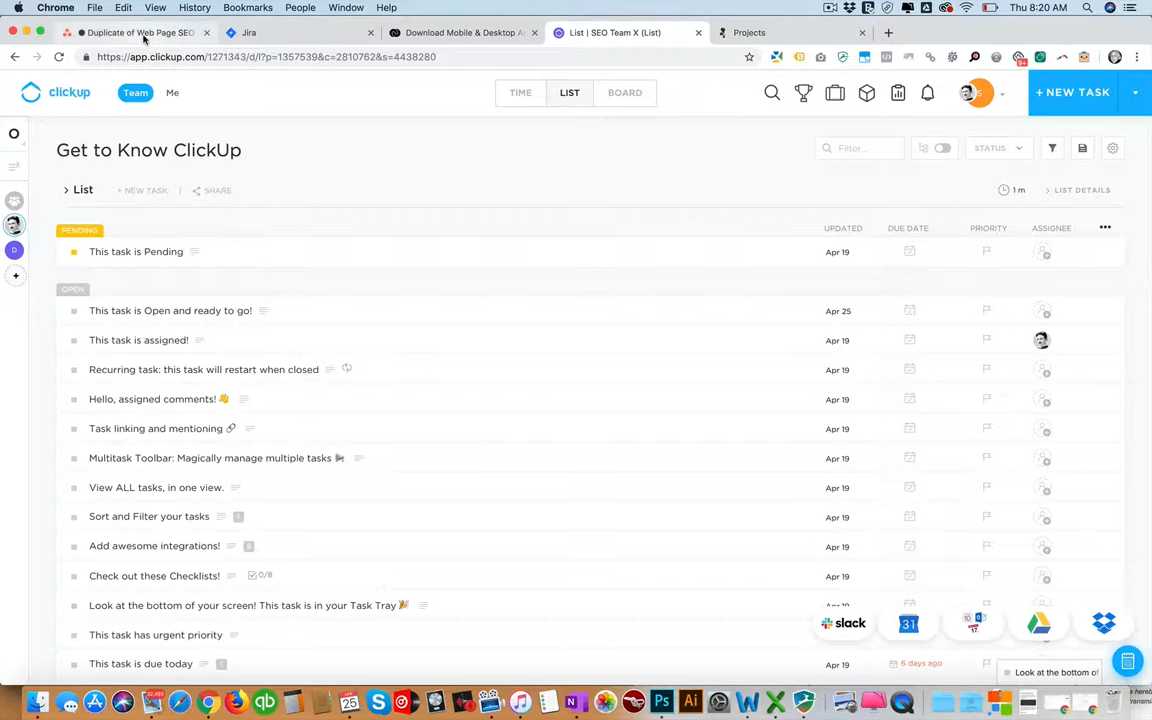 Chrome File Edit View History Bookmarks People Window Help Thu 8:20 AM
Duplicate of Web Page SEO Jira Download Mobile & Desktop A List | SEO Team X (List) Projects
https://app.clickup.com/1271343/d/l?p=1357539&c=2810762&s=4438280
clickup Team Me TIME LIST BOARD + NEW TASK
Get to Know ClickUp Filter... STATUS
List + NEW TASK | SHARE 1 m LIST DETAILS
PENDING UPDATED DUE DATE PRIORITY ASSIGNEE
This task is Pending Apr 19
OPEN
This task is Open and ready to go! Apr 25
This task is assigned! Apr 19
Recurring task: this task will restart when closed Apr 19
Hello, assigned comments! 👋 Apr 19
Task linking and mentioning 🔗 Apr 19
Multitask Toolbar: Magically manage multiple tasks Apr 19
View ALL tasks, in one view. Apr 19
Sort and Filter your tasks 1 Apr 19
Add awesome integrations! 8 Apr 19
Check out these Checklists! 0/8 Apr 19
Look at the bottom of your screen! This task is in your Task Tray 🎉 Apr 19
slack 31
This task has urgent priority
This task is due today 1 Apr 19 6 days ago
Look at the bottom of
25